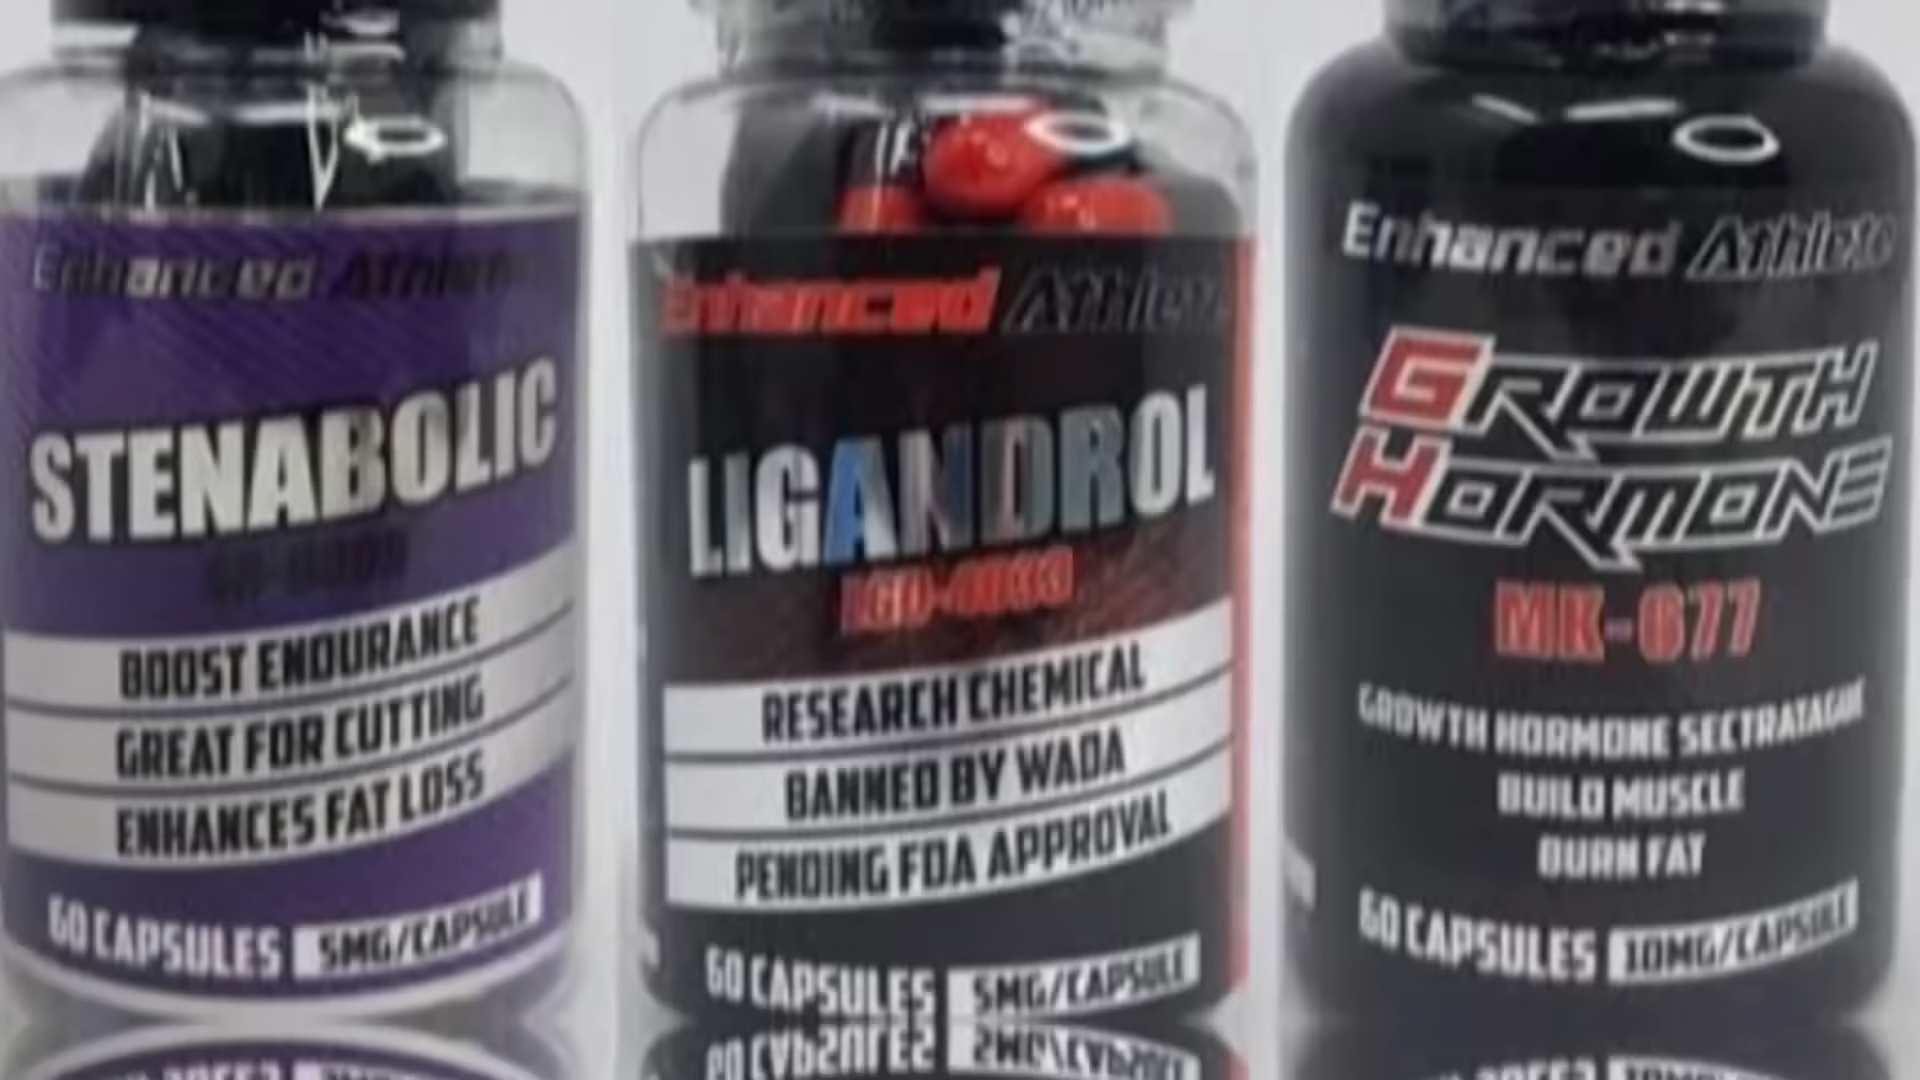 Enhanced Athlete
STENABOLIC
BOOST ENDURANCE
GREAT FOR CUTTING
ENHANCES FAT LOSS
60 CAPSULES 5MG/CAPSULE
Enhanced Athlete
LIGANDROL
LGD-4033
RESEARCH CHEMICAL
BANNED BY WADA
PENDING FDA APPROVAL
60 CAPSULES 5MG/CAPSULE
Enhanced Athlete
GROWTH
HORMONE
MK-677
GROWTH HORMONE SECTRATAGUE
BUILD MUSCLE
BURN FAT
60 CAPSULES 10MG/CAPSULE